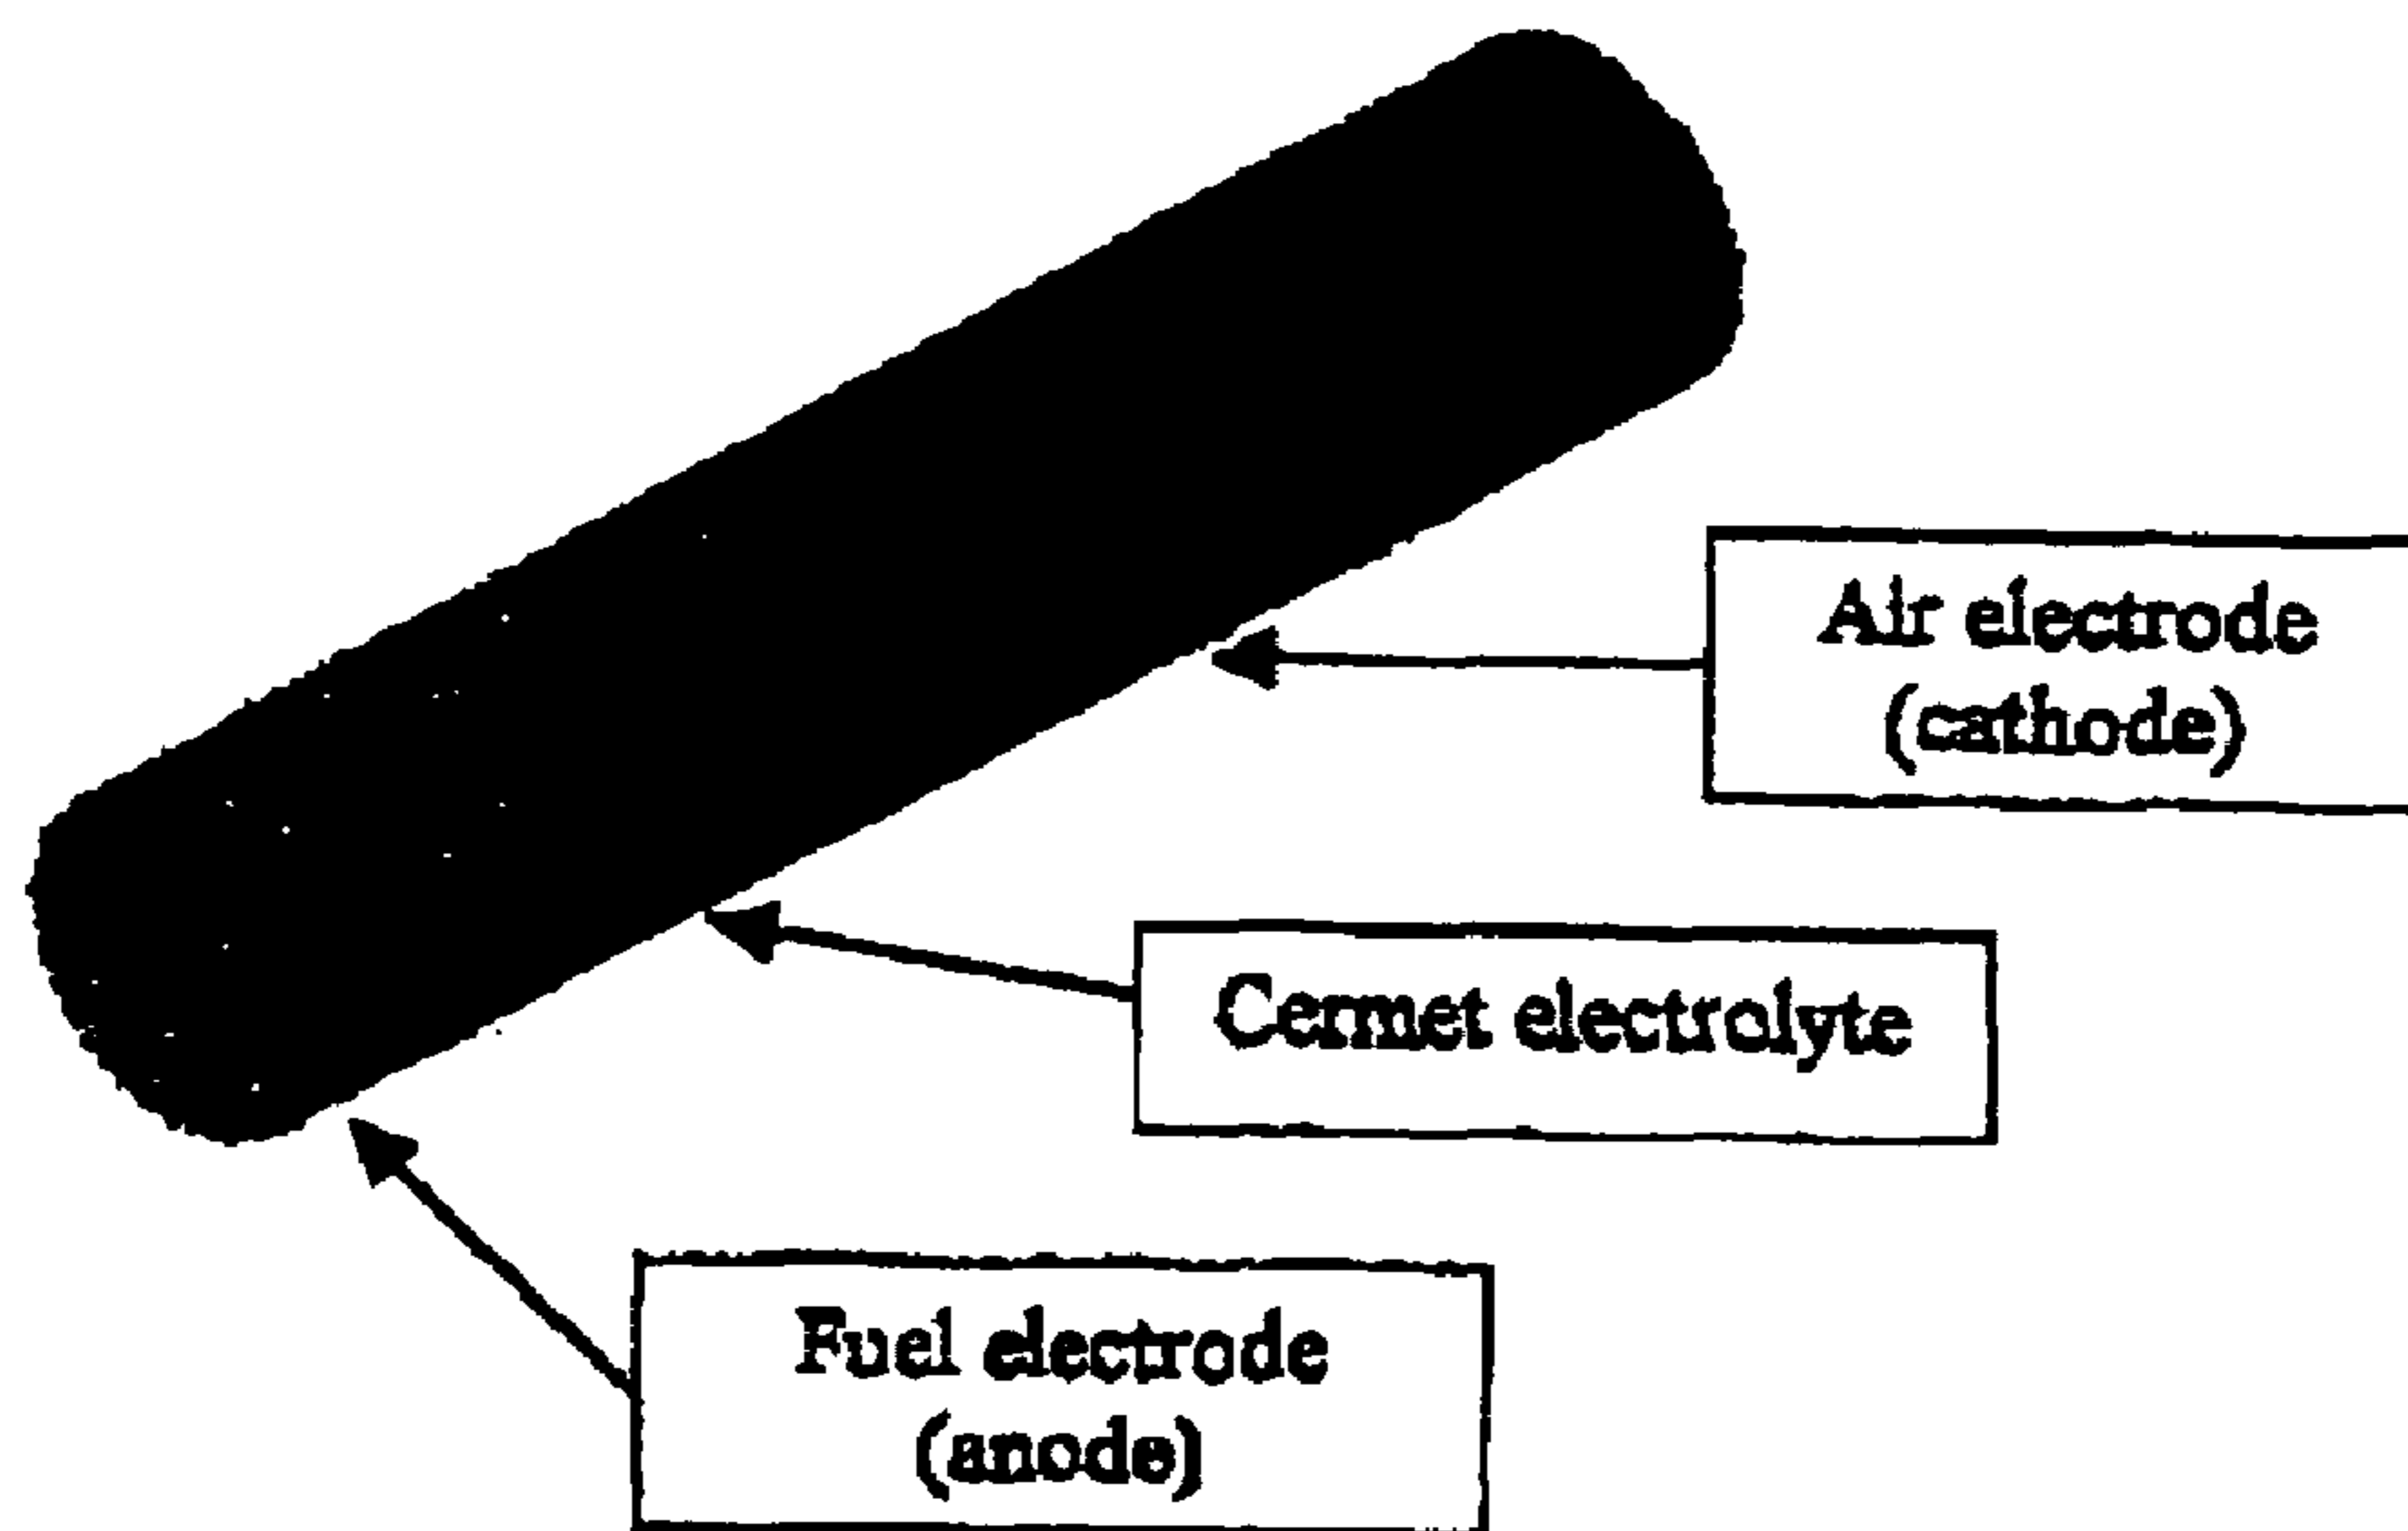 Air electrode
(cathode)
Cermet electrolyte
Fuel electrode
(anode)